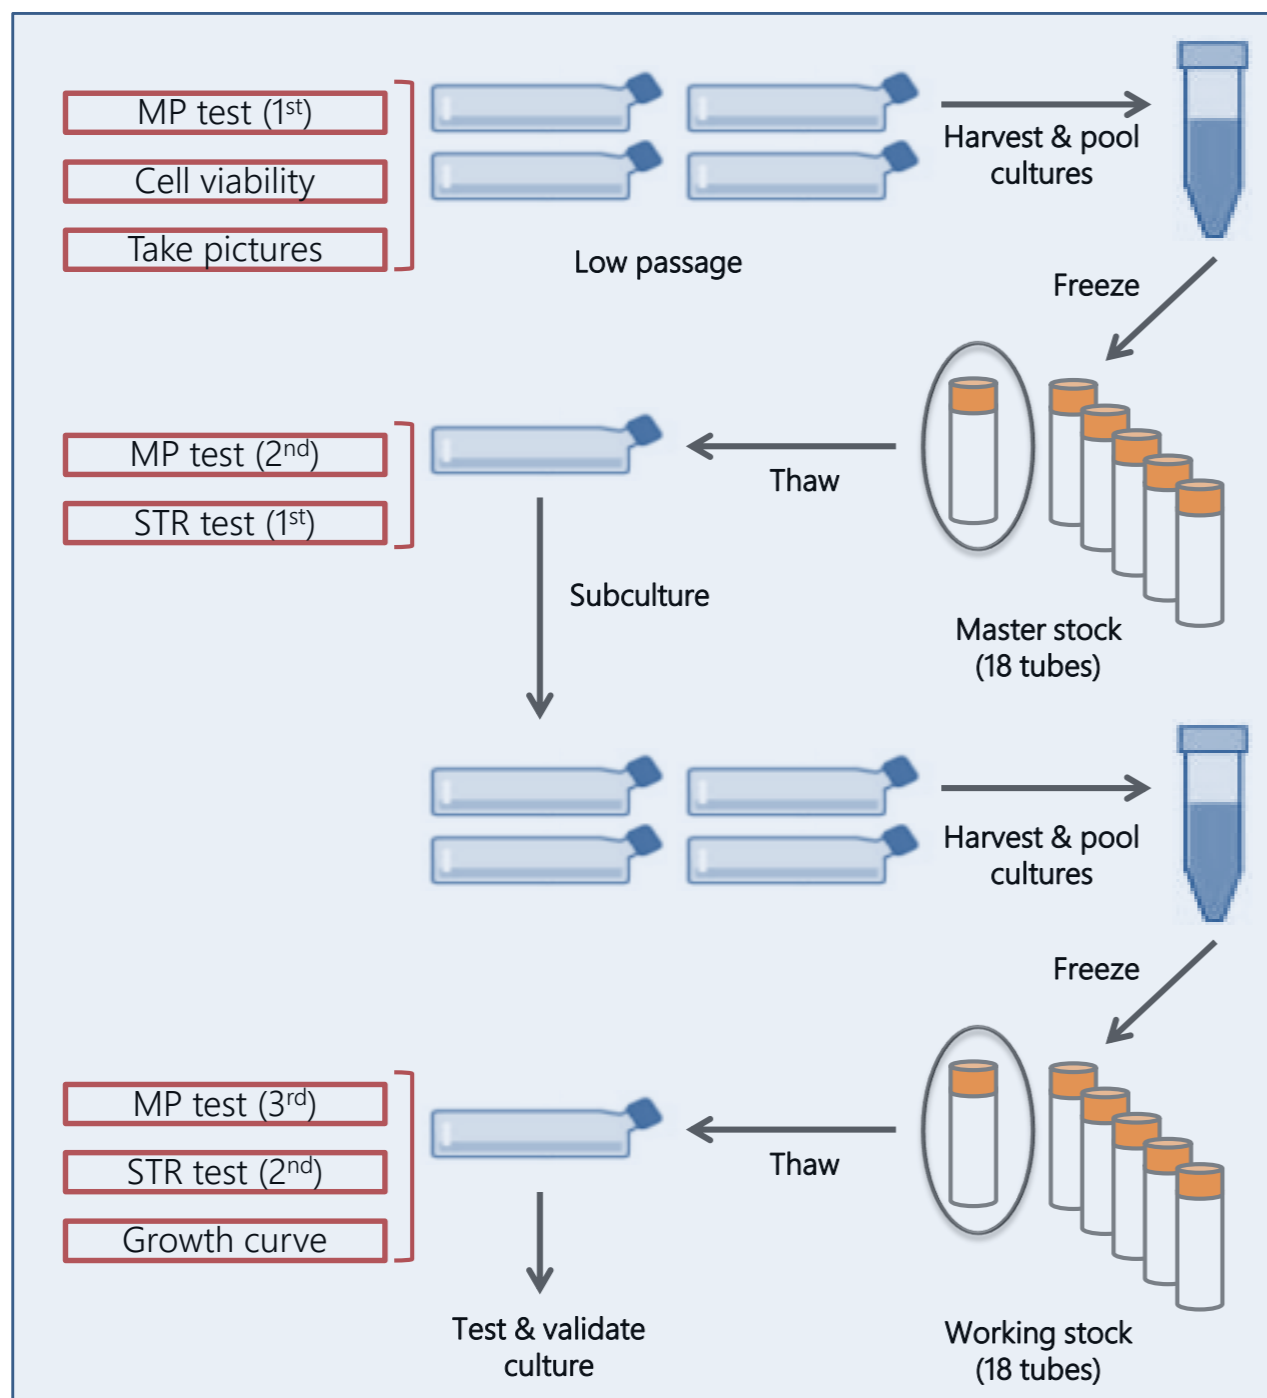 MP test (1st)
Cell viability
Take pictures
Low passage
Harvest & pool
cultures
Freeze
MP test (2nd)
STR test (1st)
Thaw
Subculture
Master stock
(18 tubes)
Harvest & pool
cultures
Freeze
MP test (3rd)
STR test (2nd)
Growth curve
Thaw
Test & validate
culture
Working stock
(18 tubes)